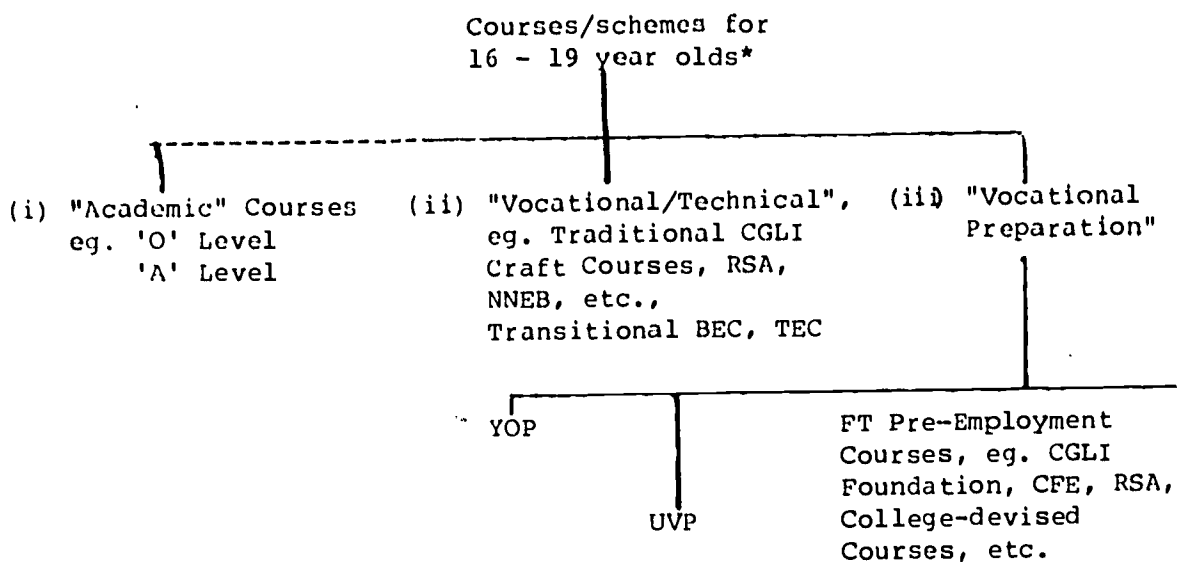 Courses/schemes for
16 - 19 year olds*
(i) "Academic" Courses
eg. 'O' Level
'A' Level
(ii) "Vocational/Technical",
eg. Traditional CGLI
Craft Courses, RSA,
NNEB, etc.,
Transitional BEC, TEC
(iii) "Vocational
Preparation"
YOP
UVP
FT Pre-Employment
Courses, eg. CGLI
Foundation, CFE, RSA,
College-devised
Courses, etc.